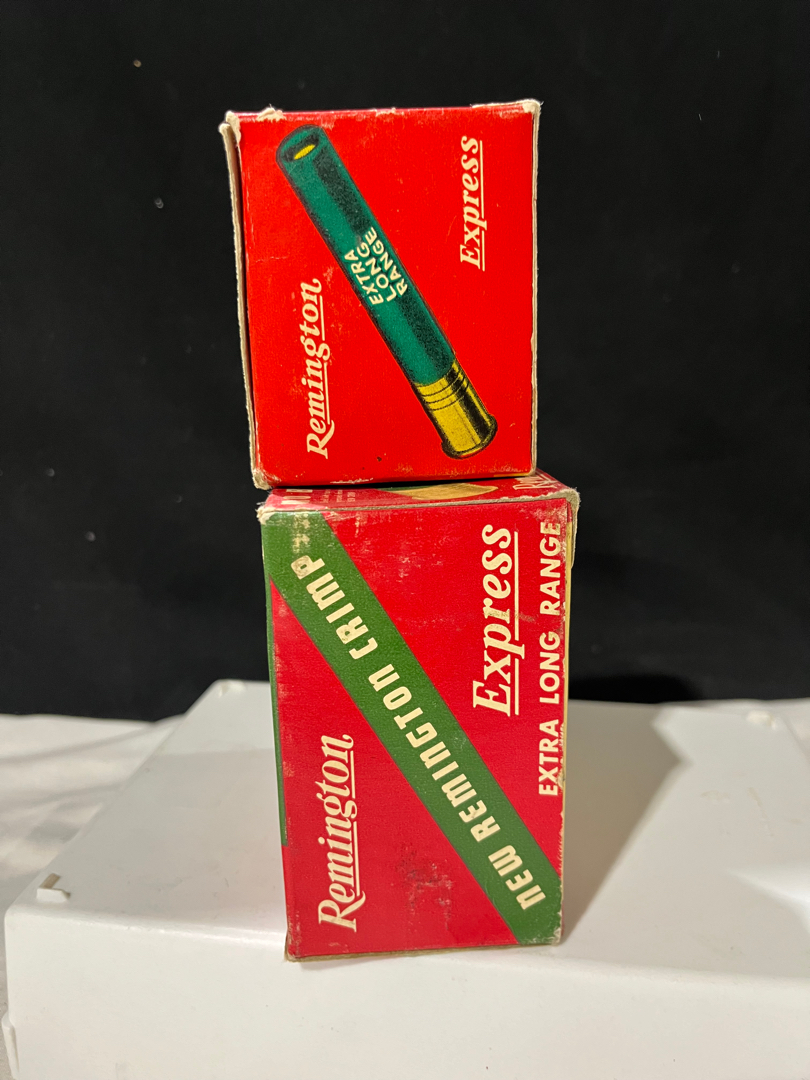 Remington
EXTRA
LONG
RANGE
Express
Remington
NEW REMINGTON CRIMP
Express
EXTRA LONG RANGE